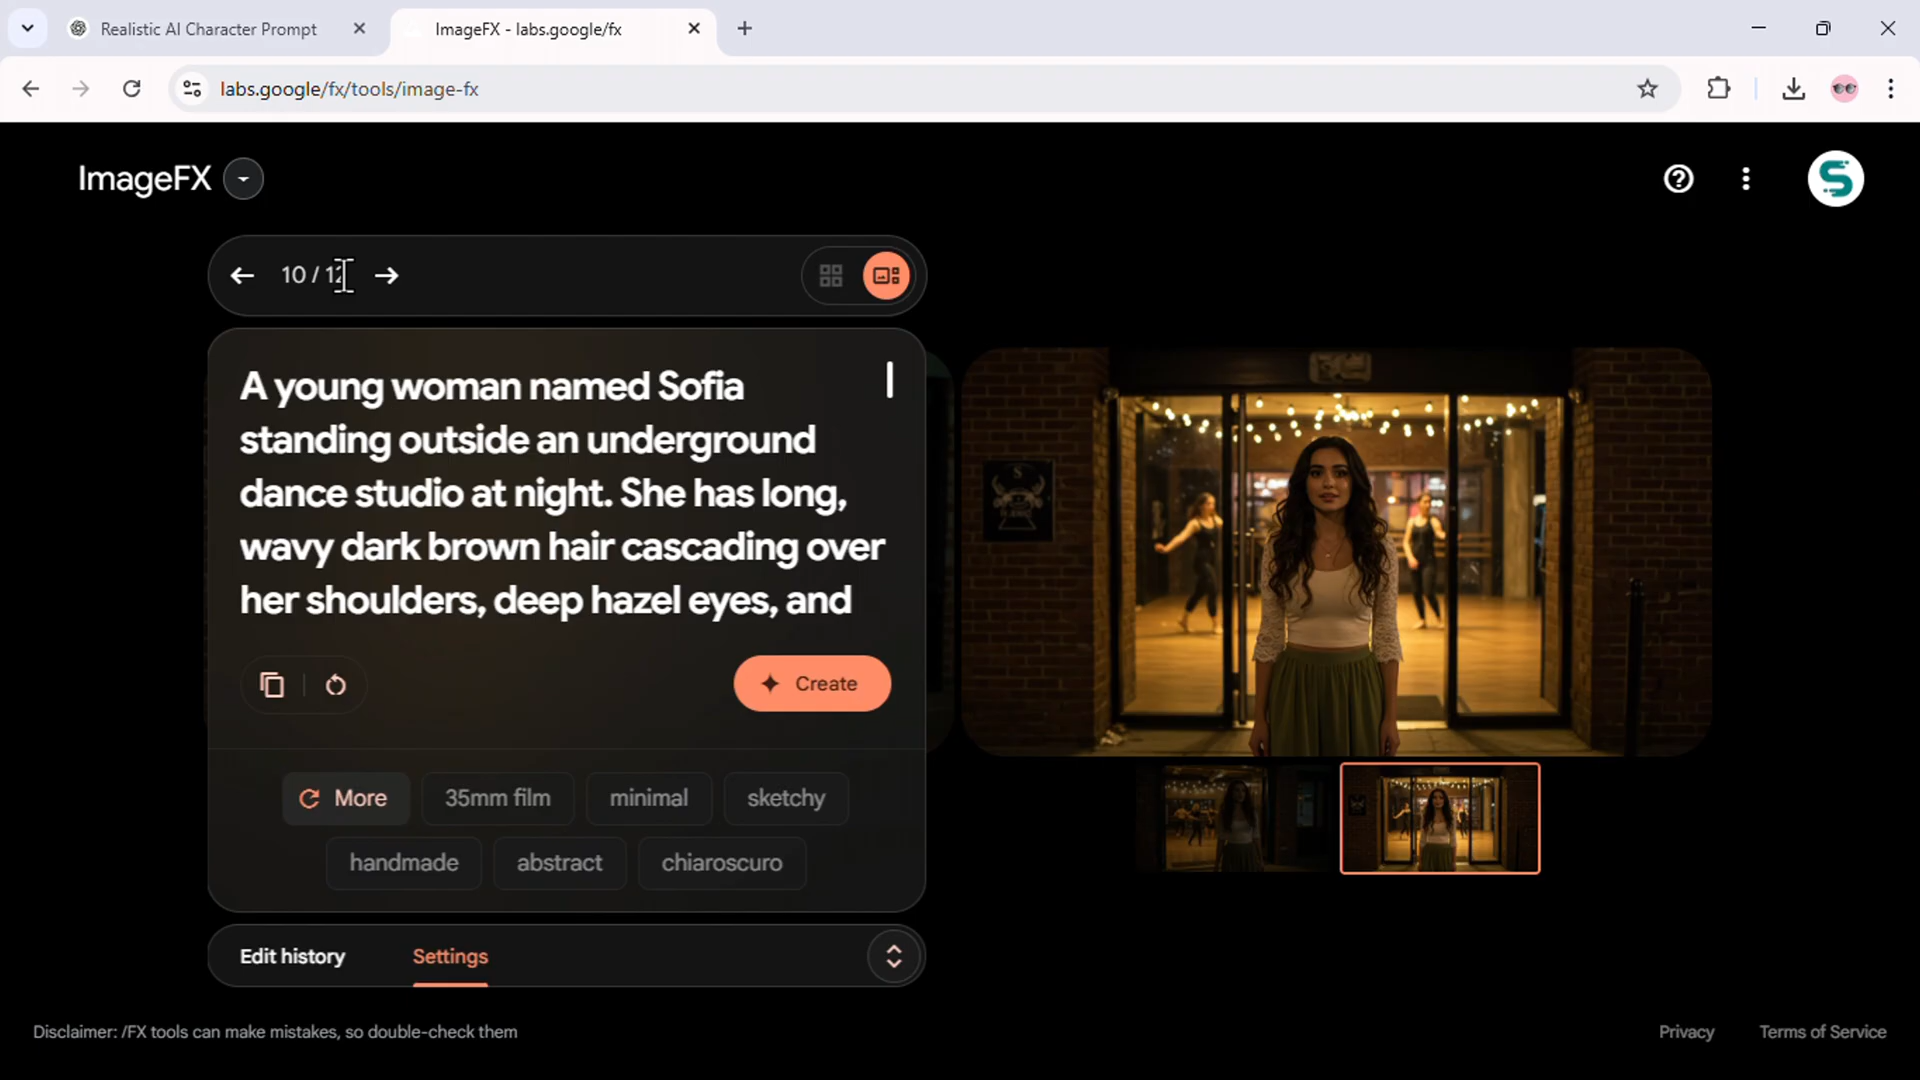 Realistic AI Character Prompt
ImageFX - labs.google/fx
labs.google/fx/tools/image-fx
ImageFX
S
10 / 12
A young woman named Sofia
standing outside an underground
dance studio at night. She has long,
wavy dark brown hair cascading over
her shoulders, deep hazel eyes, and
Create
More
35mm film
minimal
sketchy
handmade
abstract
chiaroscuro
Edit history
Settings
Disclaimer: /FX tools can make mistakes, so double-check them
Privacy
Terms of Service